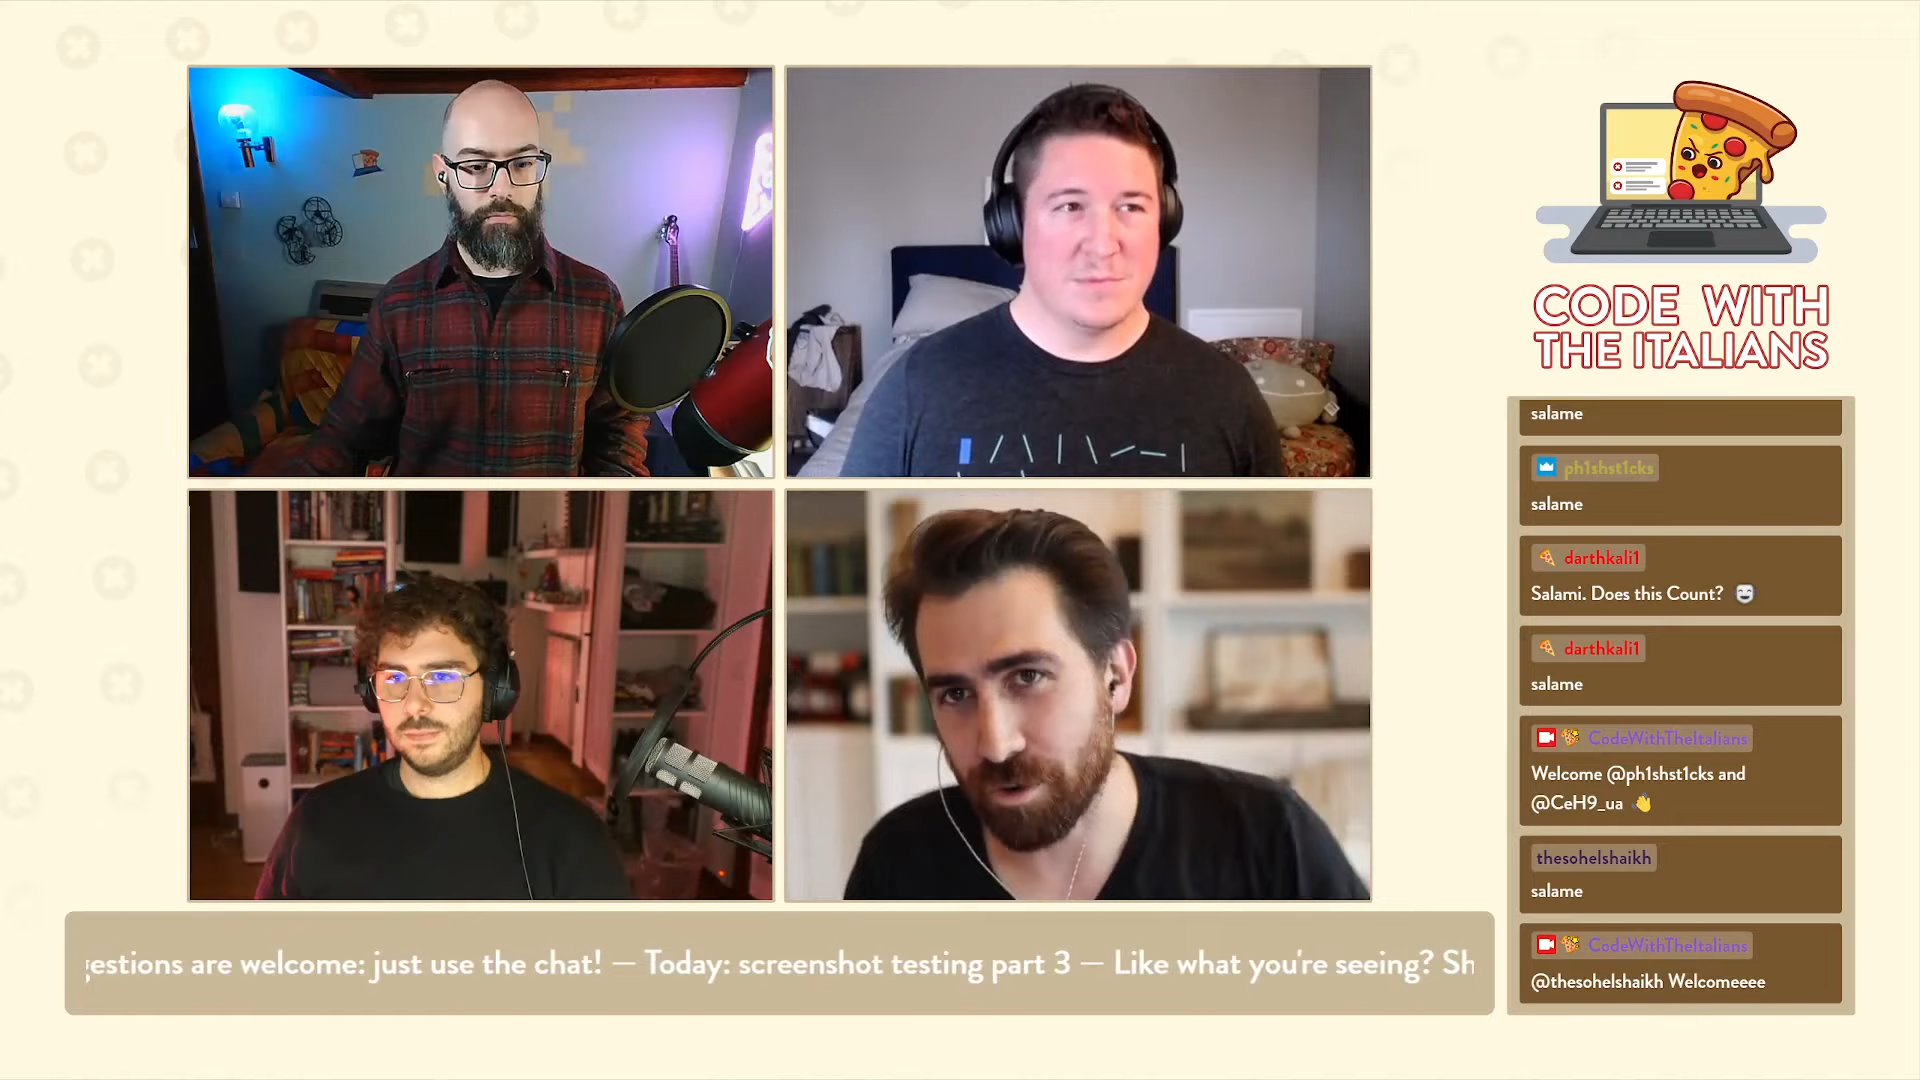 CODE WITH
THE ITALIANS
salame
ph1shst1cks
salame
darthkali1
Salami. Does this Count?
darthkali1
salame
CodeWithTheItalians
Welcome @ph1shst1cks and
@CeH9_ua
thesohelshaikh
salame
CodeWithTheItalians
@thesohelshaikh Welcomeeee
gestions are welcome: just use the chat! — Today: screenshot testing part 3 — Like what you're seeing? Sh